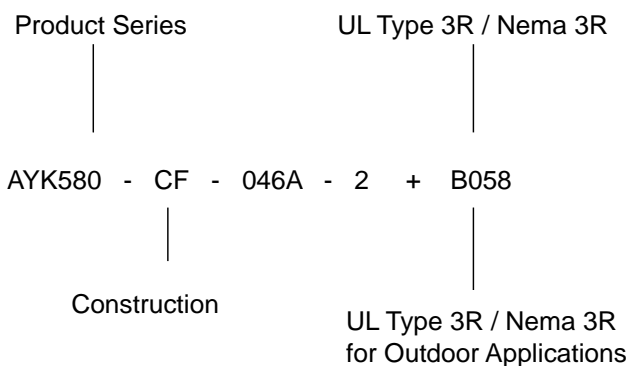 Product Series
UL Type 3R / Nema 3R
AYK580 - CF - 046A - 2 + B058
Construction
UL Type 3R / Nema 3R
for Outdoor Applications